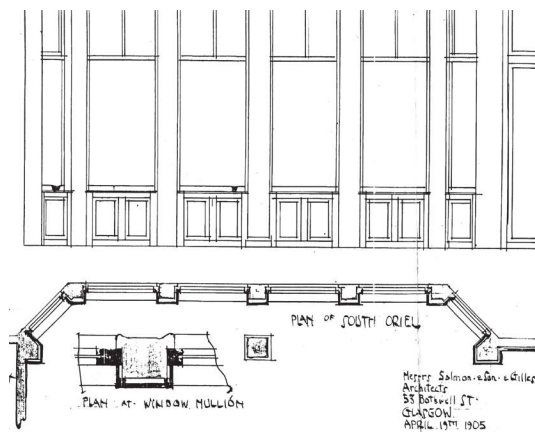 PLAN OF SOUTH ORIEL
PLAN AT WINDOW MULLION
Messrs Salmon & Son & Gilles
Architects
53 Bothwell ST.
GLASGOW.
APRIL 19TH 1905